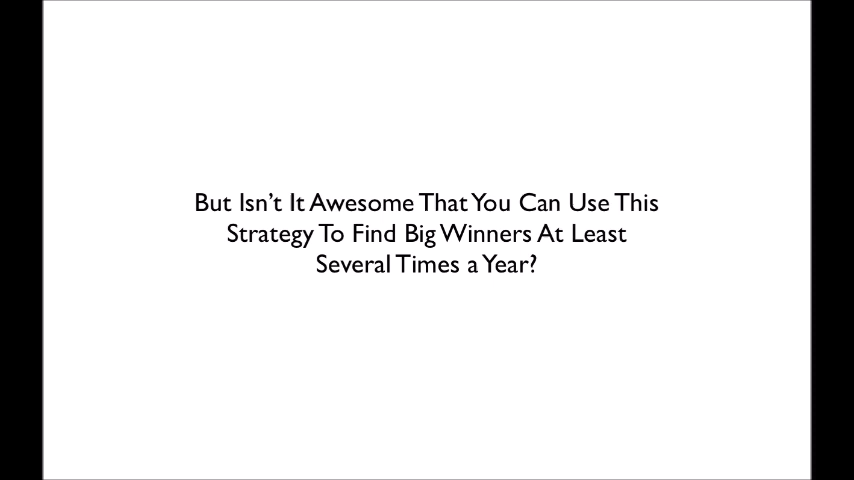 But Isn't It Awesome That You Can Use This
Strategy To Find Big Winners At Least
Several Times a Year?